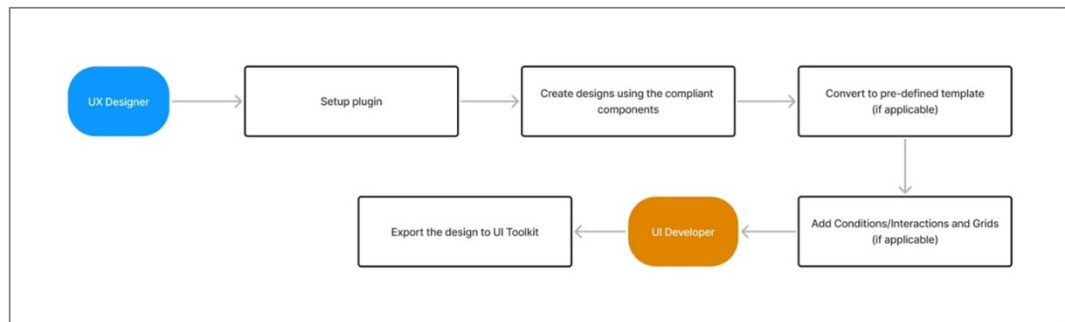 UX Designer
Setup plugin
Create designs using the compliant
components
Convert to pre-defined template
(if applicable)
Add Conditions/Interactions and Grids
(if applicable)
UI Developer
Export the design to UI Toolkit